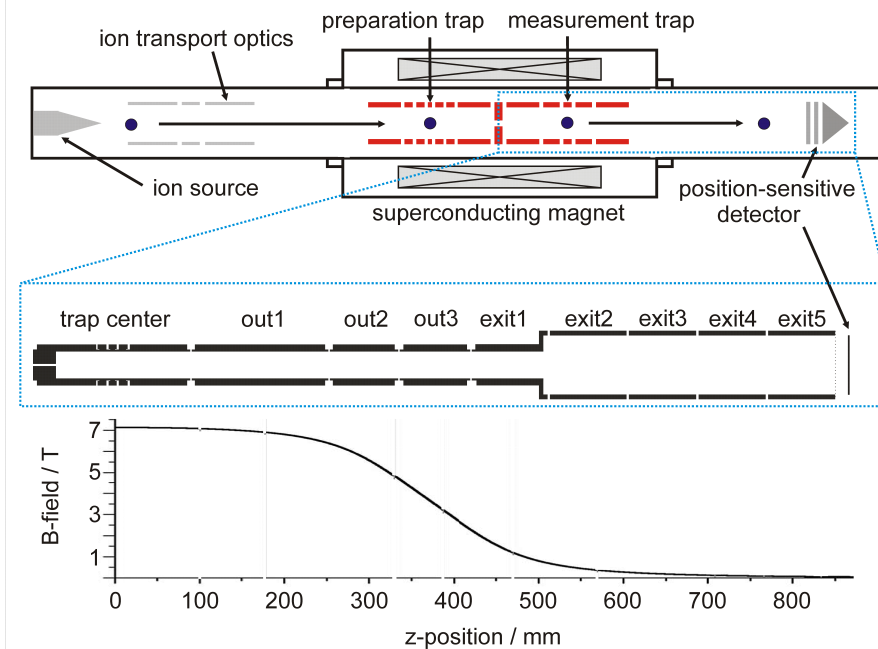 preparation trap
measurement trap
ion transport optics
ion source
superconducting magnet
position-sensitive
detector
trap center
out1
out2
out3
exit1
exit2
exit3
exit4
exit5
B-field / T
7
5
3
1
0
100
200
300
400
500
600
700
800
z-position / mm